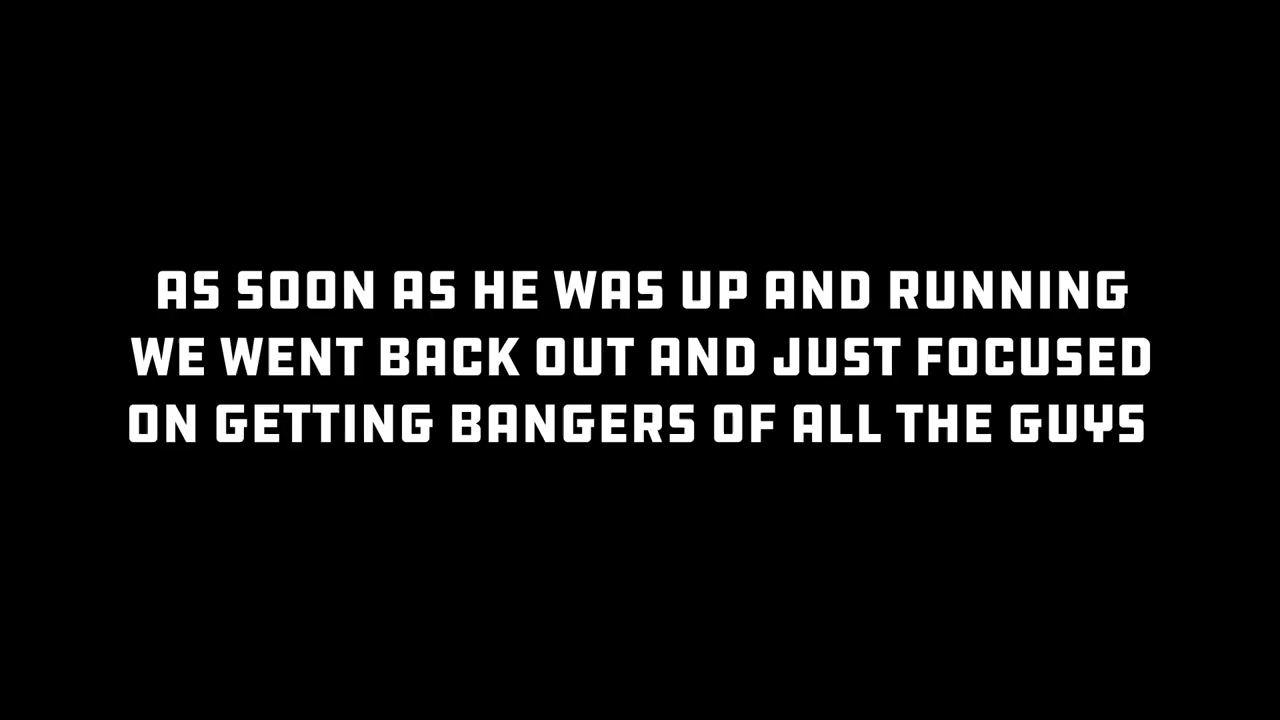 AS SOON AS HE WAS UP AND RUNNING
WE WENT BACK OUT AND JUST FOCUSED
ON GETTING BANGERS OF ALL THE GUYS